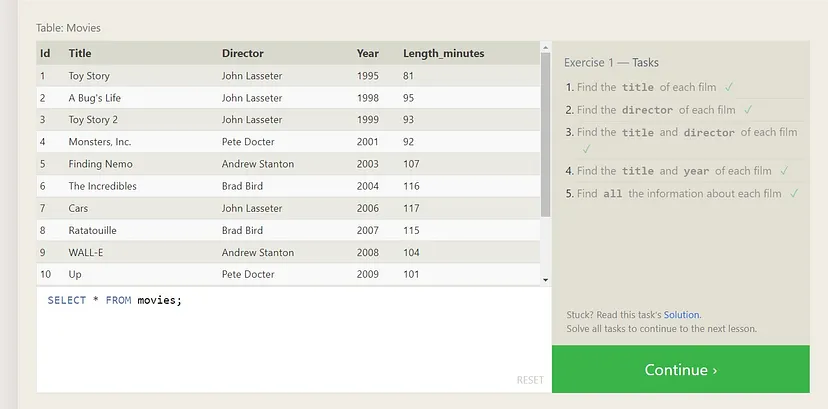 Table: Movies
Id Title Director Year Length_minutes
1 Toy Story John Lasseter 1995 81
2 A Bug's Life John Lasseter 1998 95
3 Toy Story 2 John Lasseter 1999 93
4 Monsters, Inc. Pete Docter 2001 92
5 Finding Nemo Andrew Stanton 2003 107
6 The Incredibles Brad Bird 2004 116
7 Cars John Lasseter 2006 117
8 Ratatouille Brad Bird 2007 115
9 WALL-E Andrew Stanton 2008 104
10 Up Pete Docter 2009 101
SELECT * FROM movies;
RESET
Exercise 1 — Tasks
1. Find the title of each film ✓
2. Find the director of each film ✓
3. Find the title and director of each film
✓
4. Find the title and year of each film ✓
5. Find all the information about each film ✓
Stuck? Read this task's Solution.
Solve all tasks to continue to the next lesson.
Continue ›